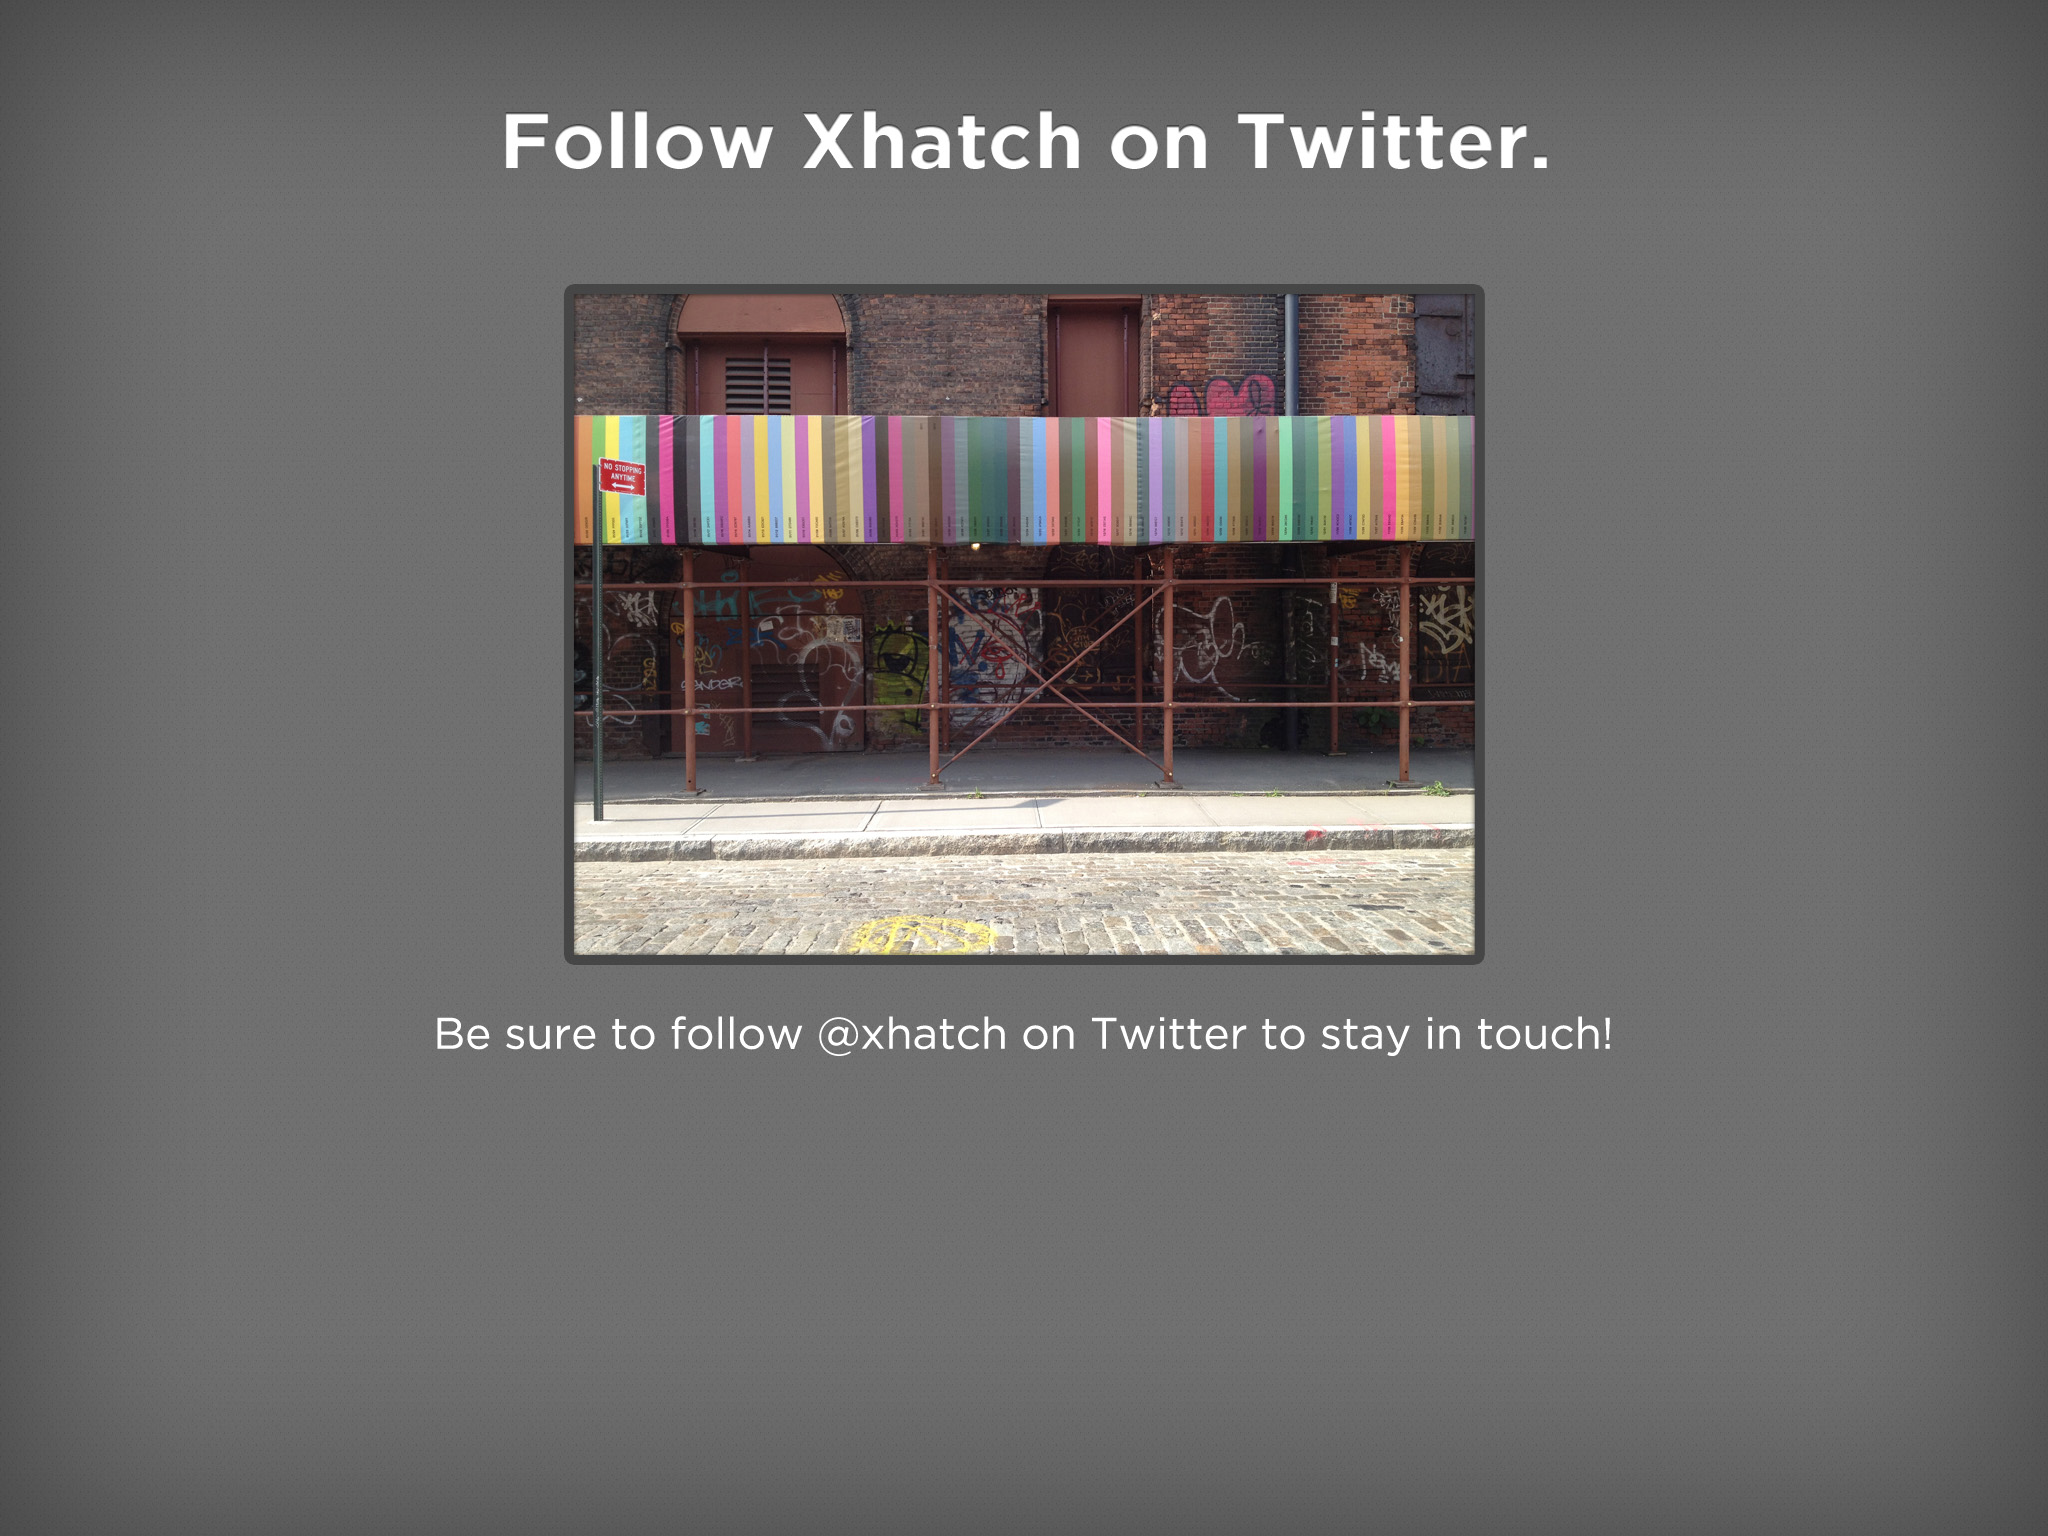 Follow Xhatch on Twitter.
NO STOPPING
ANYTIME
Be sure to follow @xhatch on Twitter to stay in touch!